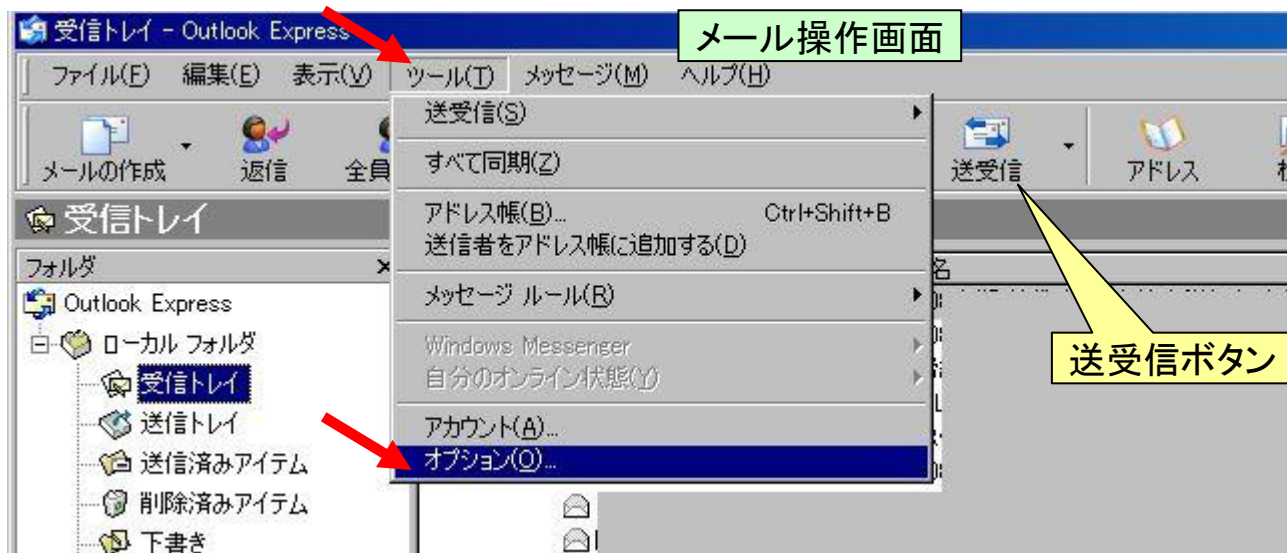 受信トレイ - Outlook Express
メール操作画面
ファイル(F) 編集(E) 表示(V) ツール(T) メッセージ(M) ヘルプ(H)
メールの作成 返信 全員
送受信 アドレス
送受信(S)
すべて同期(Z)
アドレス帳(B)... Ctrl+Shift+B
送信者をアドレス帳に追加する(D)
メッセージ ルール(R)
Windows Messenger
自分のオンライン状態(Y)
アカウント(A)...
オプション(O)...
受信トレイ
フォルダ
名
Outlook Express
ローカル フォルダ
受信トレイ
送信トレイ
送信済みアイテム
削除済みアイテム
下書き
送受信ボタン